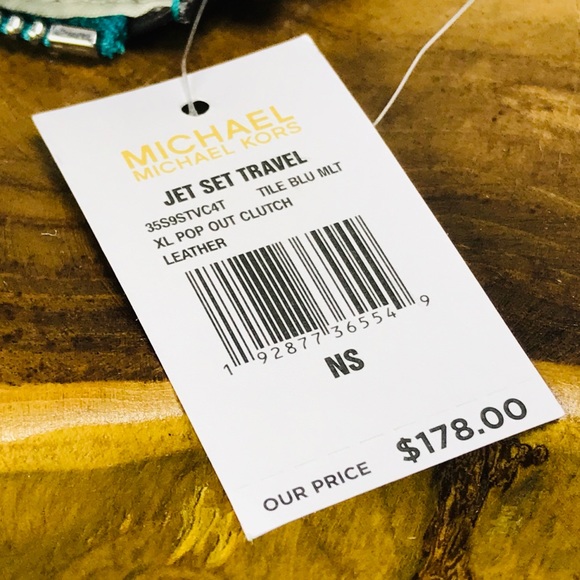 MICHAEL
MICHAEL KORS
JET SET TRAVEL
35S9STVC4T TILE BLU MLT
XL POP OUT CLUTCH
LEATHER
1 92877 36554 9
NS
OUR PRICE $178.00